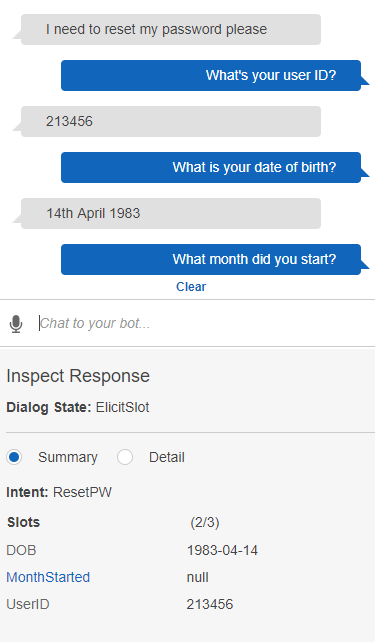 I need to reset my password please
What's your user ID?
213456
What is your date of birth?
14th April 1983
What month did you start?
Clear
Chat to your bot...
Inspect Response
Dialog State: ElicitSlot
Summary Detail
Intent: ResetPW
Slots (2/3)
DOB 1983-04-14
MonthStarted null
UserID 213456